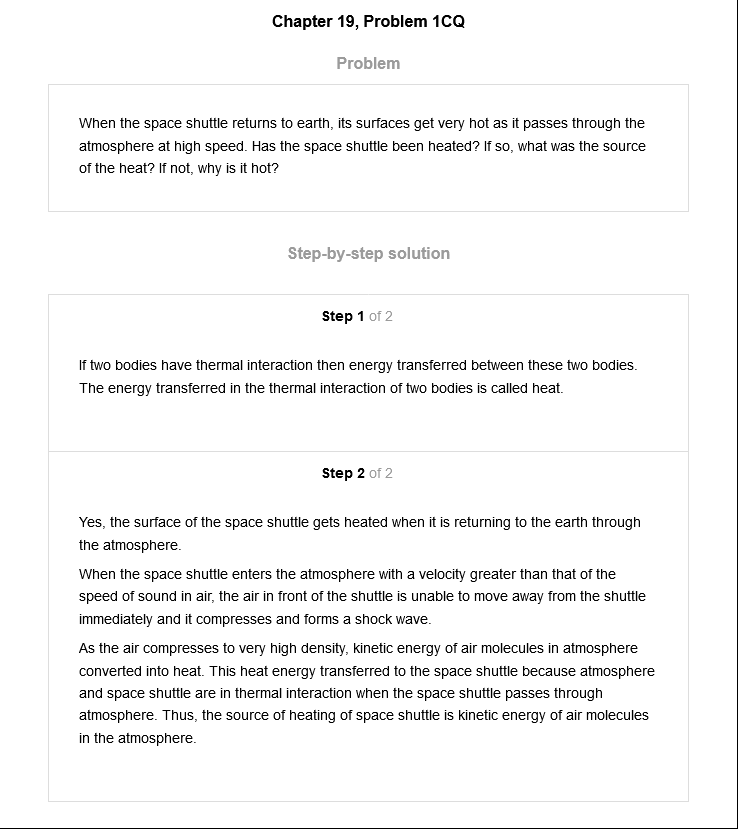 Chapter 19, Problem 1CQ
Problem
When the space shuttle returns to earth, its surfaces get very hot as it passes through the
atmosphere at high speed. Has the space shuttle been heated? If so, what was the source
of the heat? If not, why is it hot?
Step-by-step solution
Step 1 of 2
If two bodies have thermal interaction then energy transferred between these two bodies.
The energy transferred in the thermal interaction of two bodies is called heat.
Step 2 of 2
Yes, the surface of the space shuttle gets heated when it is returning to the earth through
the atmosphere.
When the space shuttle enters the atmosphere with a velocity greater than that of the
speed of sound in air, the air in front of the shuttle is unable to move away from the shuttle
immediately and it compresses and forms a shock wave.
As the air compresses to very high density, kinetic energy of air molecules in atmosphere
converted into heat. This heat energy transferred to the space shuttle because atmosphere
and space shuttle are in thermal interaction when the space shuttle passes through
atmosphere. Thus, the source of heating of space shuttle is kinetic energy of air molecules
in the atmosphere.